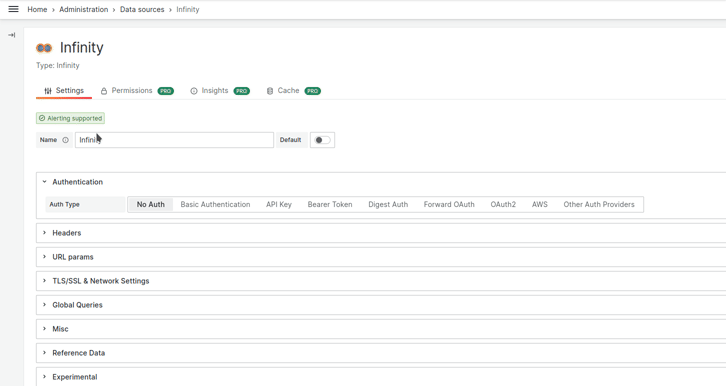 Home > Administration > Data sources > Infinity
Infinity
Type: Infinity
Settings Permissions PRO Insights PRO Cache PRO
Alerting supported
Name Infinity Default
Authentication
Auth Type No Auth Basic Authentication API Key Bearer Token Digest Auth Forward OAuth OAuth2 AWS Other Auth Providers
Headers
URL params
TLS/SSL & Network Settings
Global Queries
Misc
Reference Data
Experimental